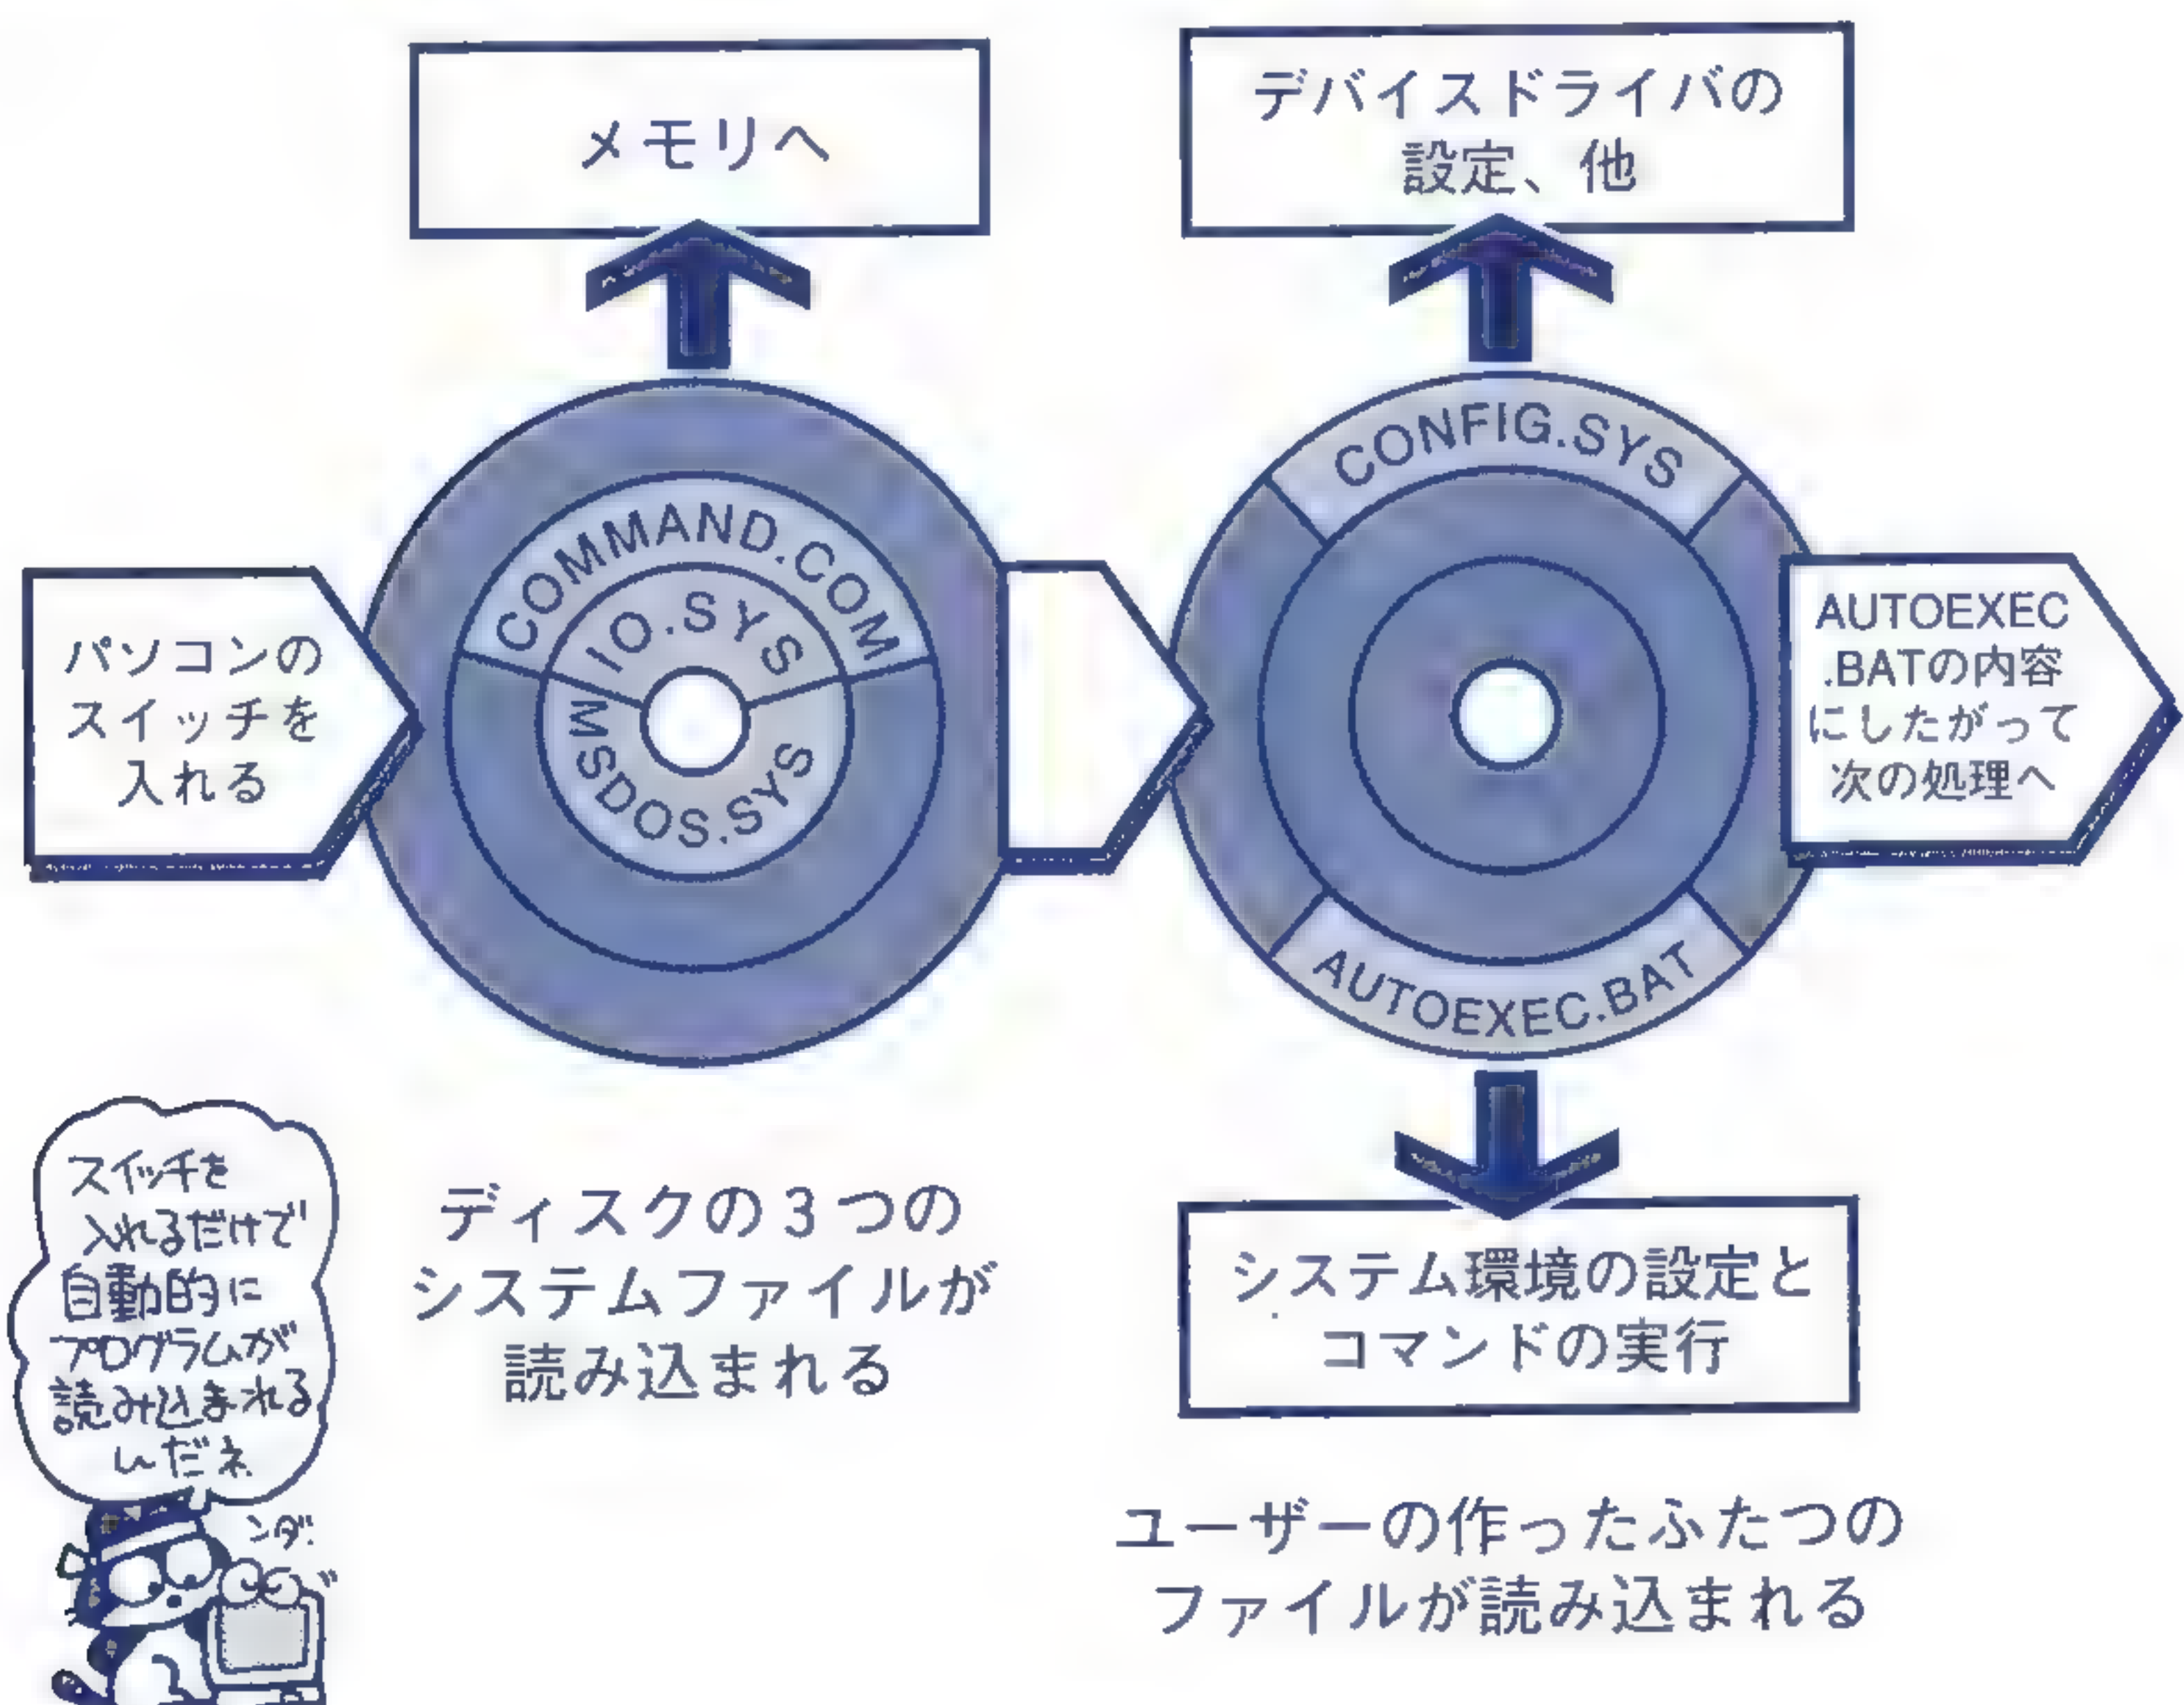 メモリへ
デバイスドライバの
設定、他
パソコンの
スイッチを
入れる
COMMAND.COM
IO.SYS
MSDOS.SYS
CONFIG.SYS
AUTOEXEC.BAT
AUTOEXEC
.BATの内容
にしたがって
次の処理へ
スイッチを
入れるだけで
自動的に
プログラムが
読み込まれる
んだネ
ンダ
ディスクの3つの
システムファイルが
読み込まれる
システム環境の設定と
コマンドの実行
ユーザーの作ったふたつの
ファイルが読み込まれる